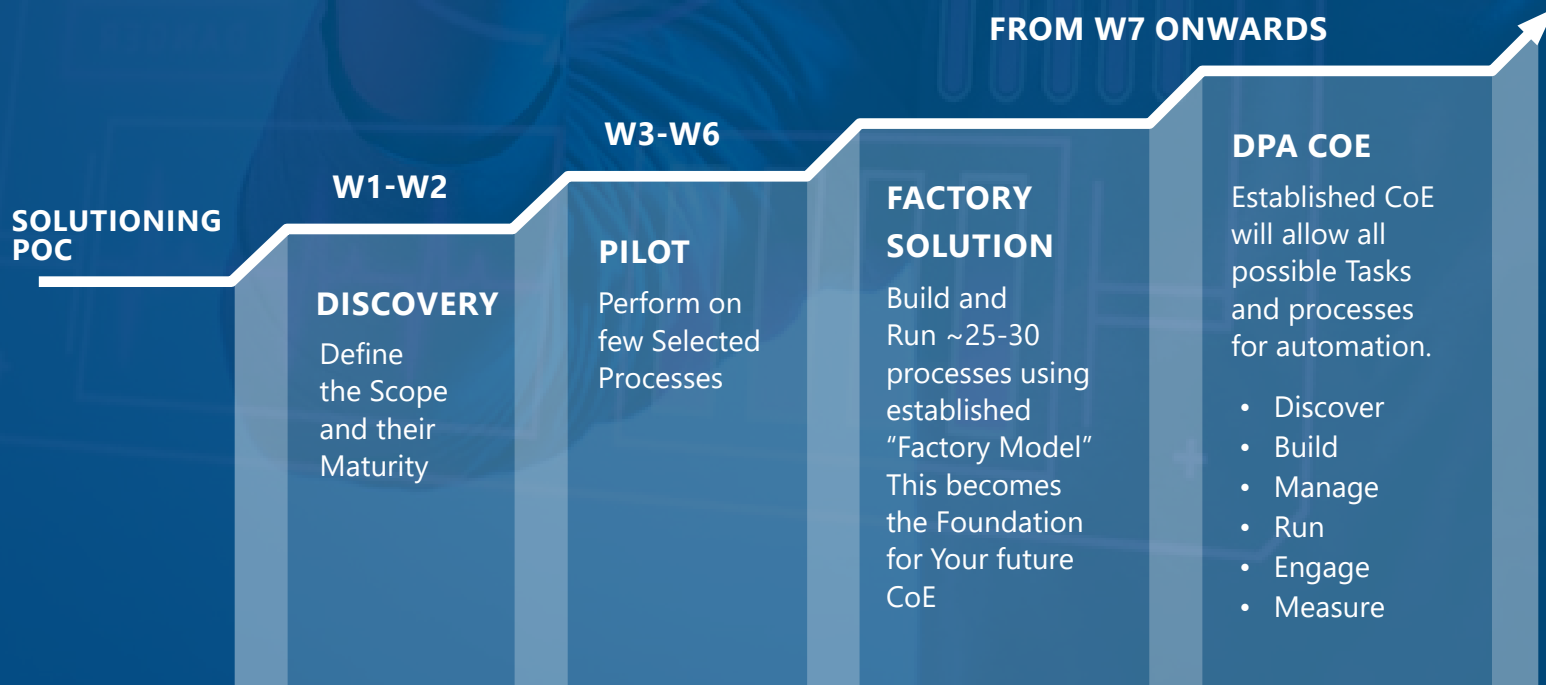 SOLUTIONING
POC
W1-W2
DISCOVERY
Define
the Scope
and their
Maturity
W3-W6
PILOT
Perform on
few Selected
Processes
FROM W7 ONWARDS
FACTORY
SOLUTION
Build and
Run ~25-30
processes using
established
“Factory Model”
This becomes
the Foundation
for Your future
CoE
DPA COE
Established CoE
will allow all
possible Tasks
and processes
for automation.
• Discover
• Build
• Manage
• Run
• Engage
• Measure